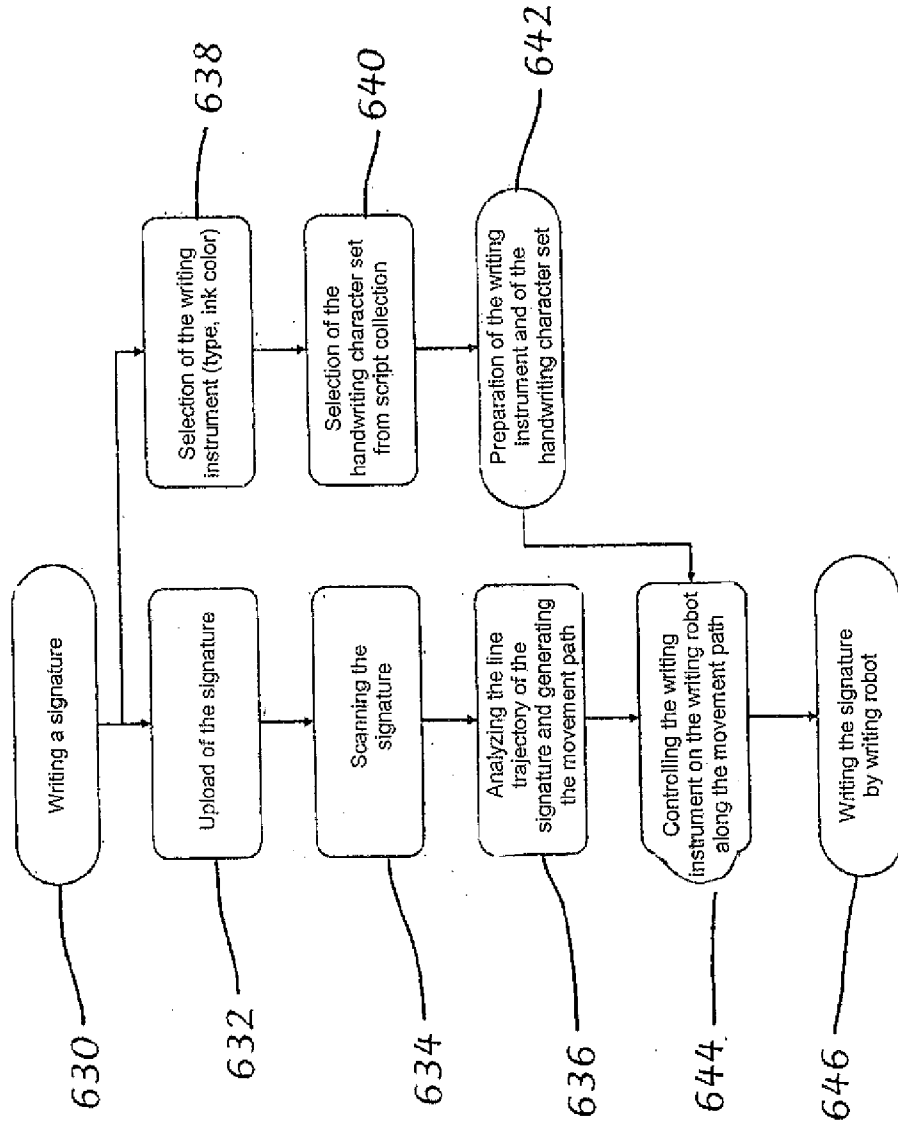 630
Writing a signature
632
Upload of the signature
634
Scanning the
signature
636
Analyzing the line
trajectory of the
signature and generating
the movement path
638
Selection of the writing
instrument (type, ink color)
640
Selection of the
handwriting character set
from script collection
642
Preparation of the writing
instrument and of the
handwriting character set
644
Controlling the writing
instrument on the writing robot
along the movement path
646
Writing the signature
by writing robot